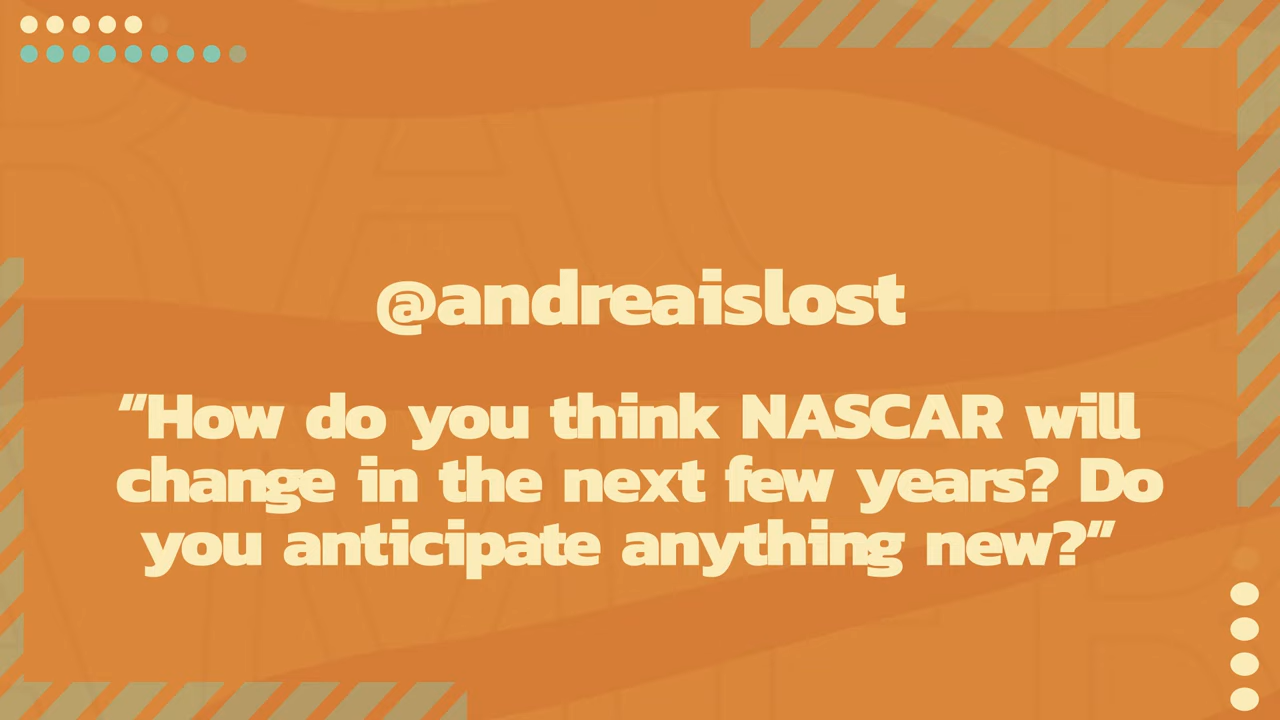 @andreaislost
“How do you think NASCAR will
change in the next few years? Do
you anticipate anything new?”